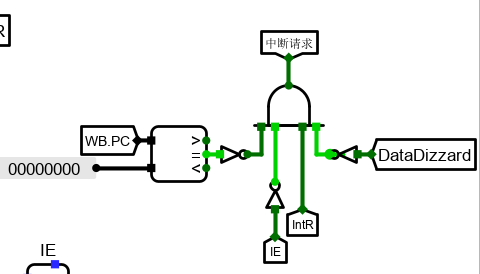 R
中断请求
WB.PC
>
=
<
00000000
DataDizzard
IntR
IE
IE